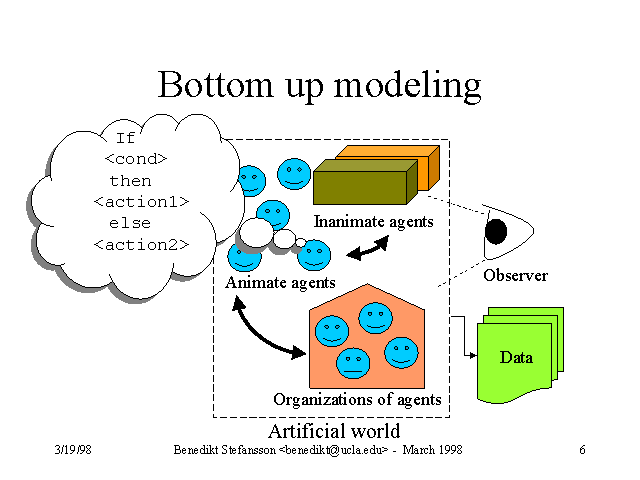 Bottom up modeling
If
<cond>
then
<action1>
else
<action2>
Inanimate agents
Animate agents
Observer
Data
Organizations of agents
Artificial world
3/19/98
Benedikt Stefansson <benedikt@ucla.edu> - March 1998
6